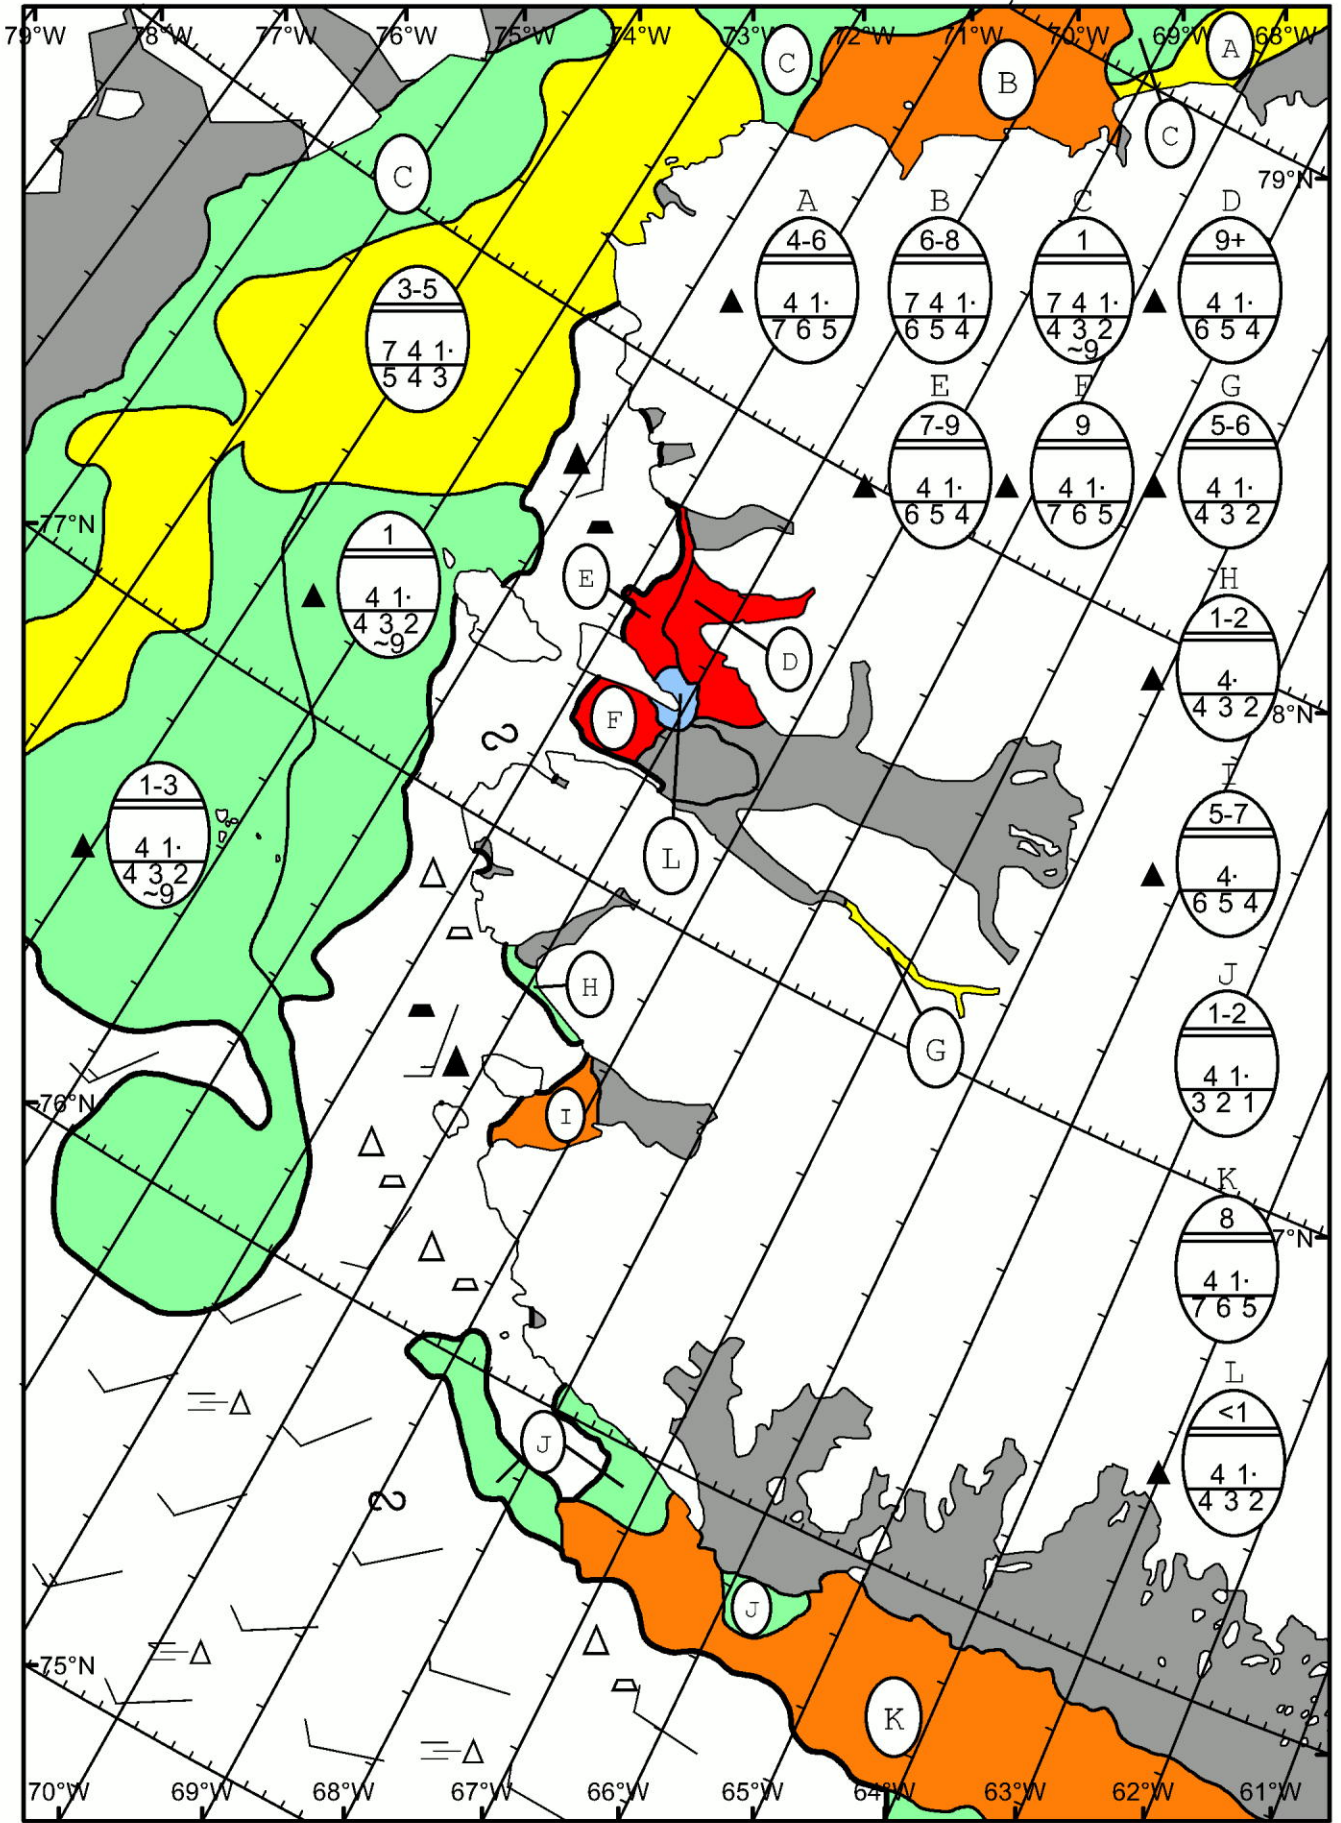 79°W 78°W 77°W 76°W 75°W 74°W 73°W 72°W 71°W 70°W 69°W 68°W
A
C
B
C
C
79°N
A B C D
4-6 6-8 1 9+
4 1· 7 4 1· 7 4 1· 4 1·
7 6 5 6 5 4 4 3 2 6 5 4
~9
3-5
7 4 1·
5 4 3
E F G
7-9 9 5-6
4 1· 4 1· 4 1·
6 5 4 7 6 5 4 3 2
77°N
1
4 1·
4 3 2
~9
E
H
1-2
4·
4 3 2
D
F
8°N
1-3
4 1·
4 3 2
~9
I
5-7
4·
6 5 4
L
H
J
1-2
4 1·
3 2 1
G
76°N
I
K
8
4 1·
7 6 5
7°N
L
<1
4 1·
4 3 2
J
J
75°N
K
70°W 69°W 68°W 67°W 66°W 65°W 64°W 63°W 62°W 61°W